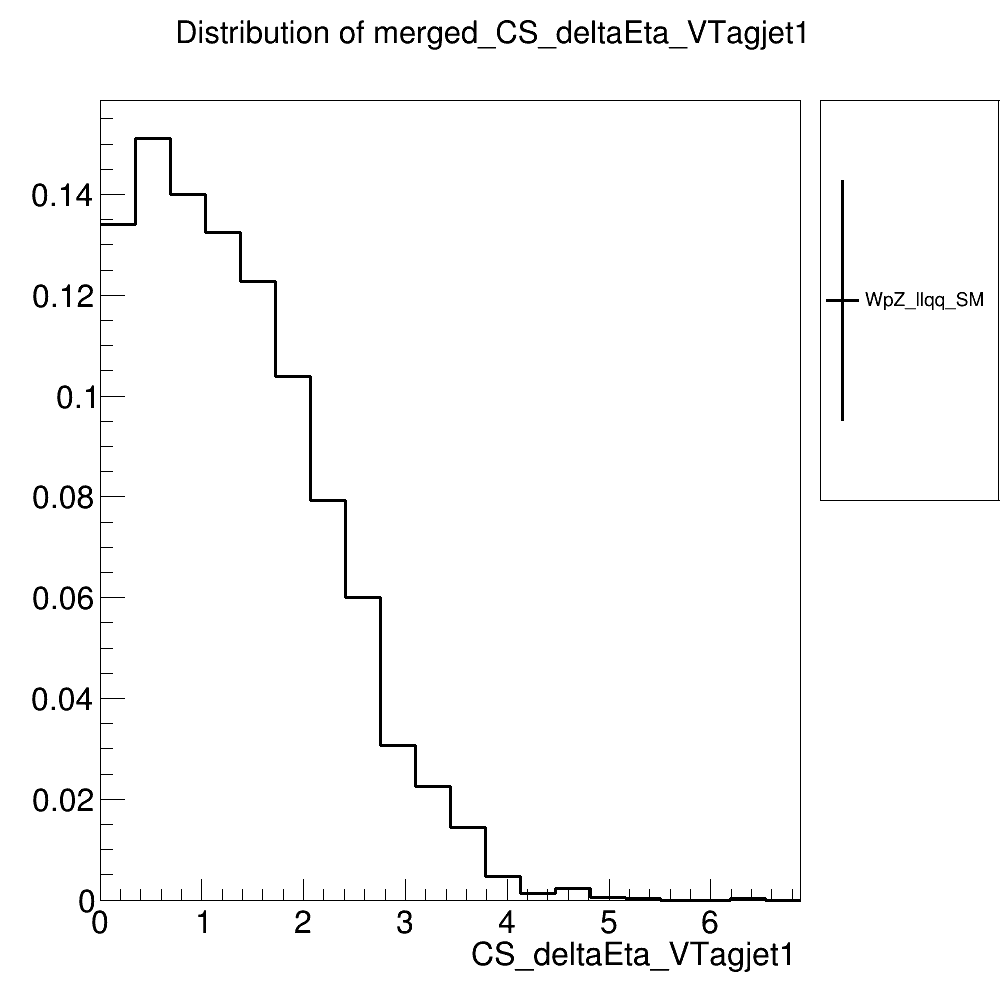 Distribution of merged_CS_deltaEta_VTagjet1
0.14
0.12
0.1
0.08
0.06
0.04
0.02
0
0 1 2 3 4 5 6
CS_deltaEta_VTagjet1
WpZ_llqq_SM